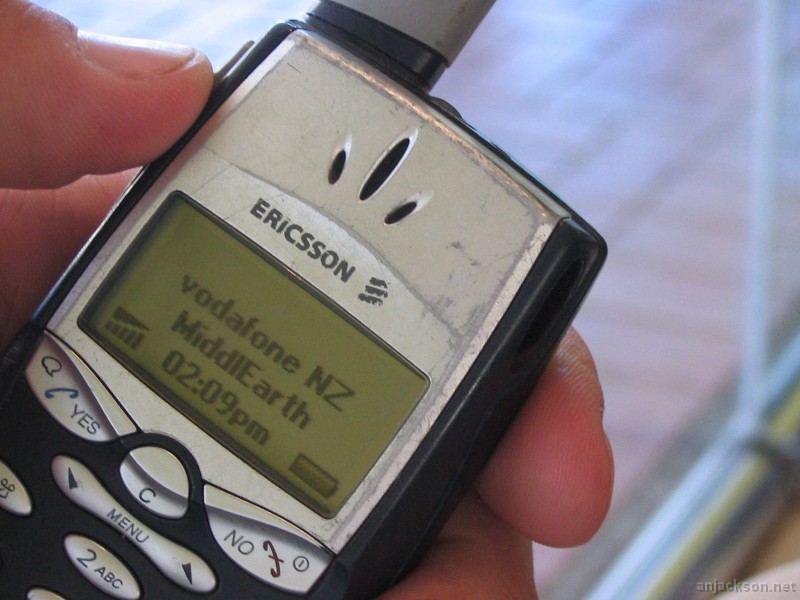 ERICSSON
vodafone NZ
MiddlEarth
02:09pm
YES
C
MENU
NO
2 ABC
anjackson.net